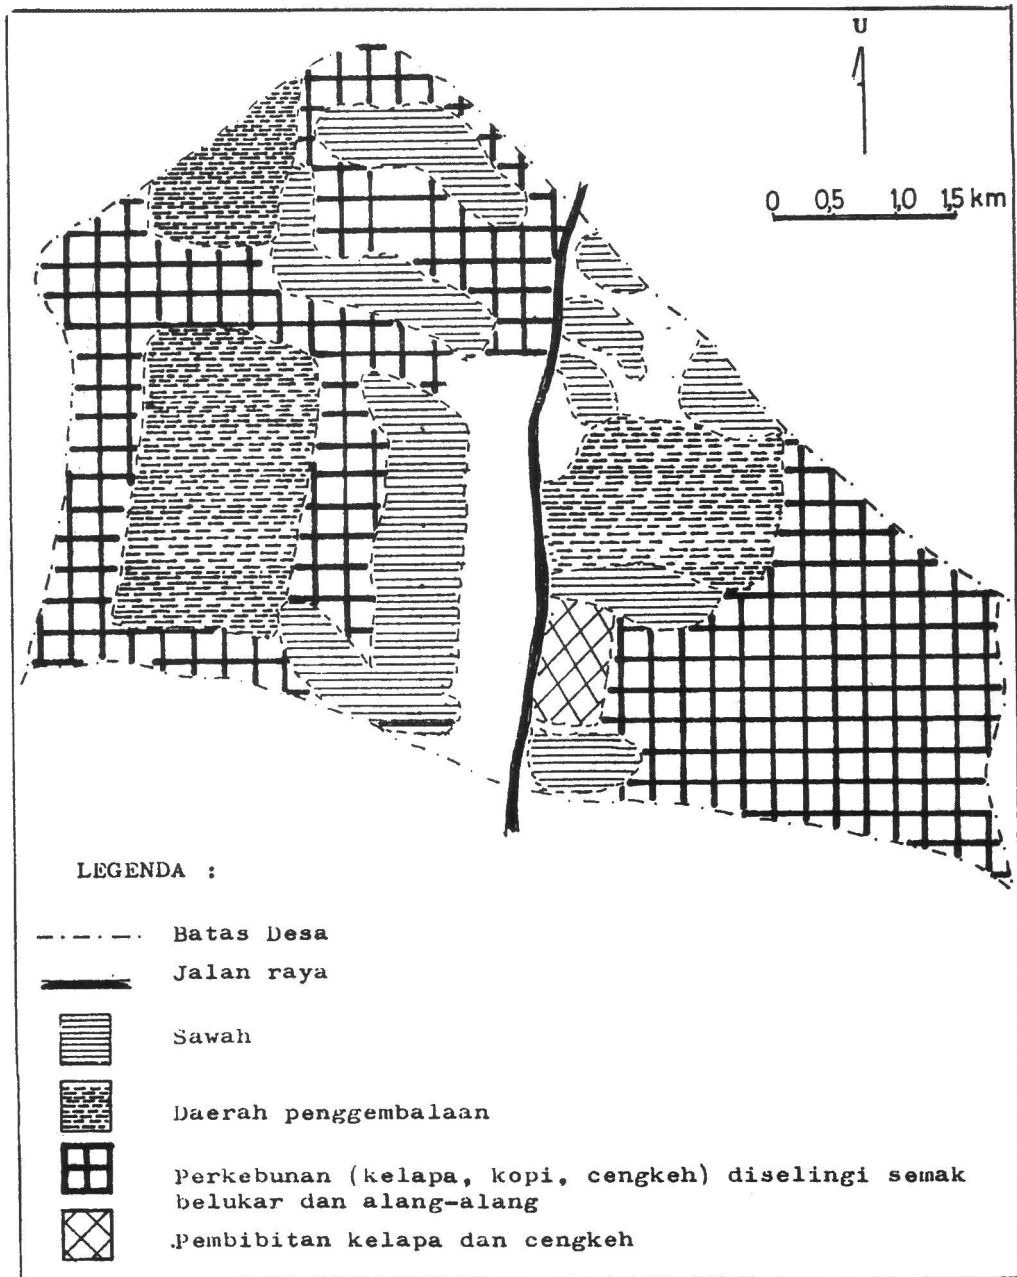 U
0 0,5 1,0 1,5 km
LEGENDA :
Batas Desa
Jalan raya
Sawah
Daerah penggembalaan
Perkebunan (kelapa, kopi, cengkeh) diselingi semak
belukar dan alang-alang
Pembibitan kelapa dan cengkeh